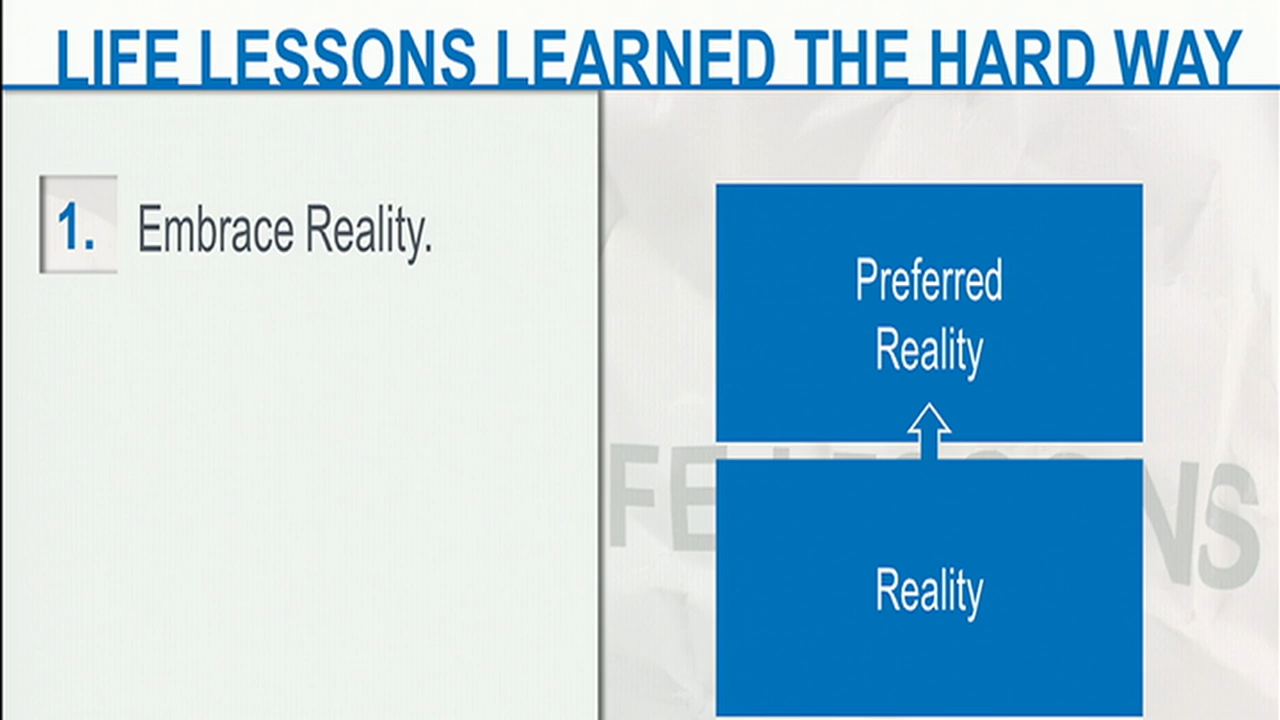 LIFE LESSONS LEARNED THE HARD WAY
1. Embrace Reality.
Preferred
Reality
Reality